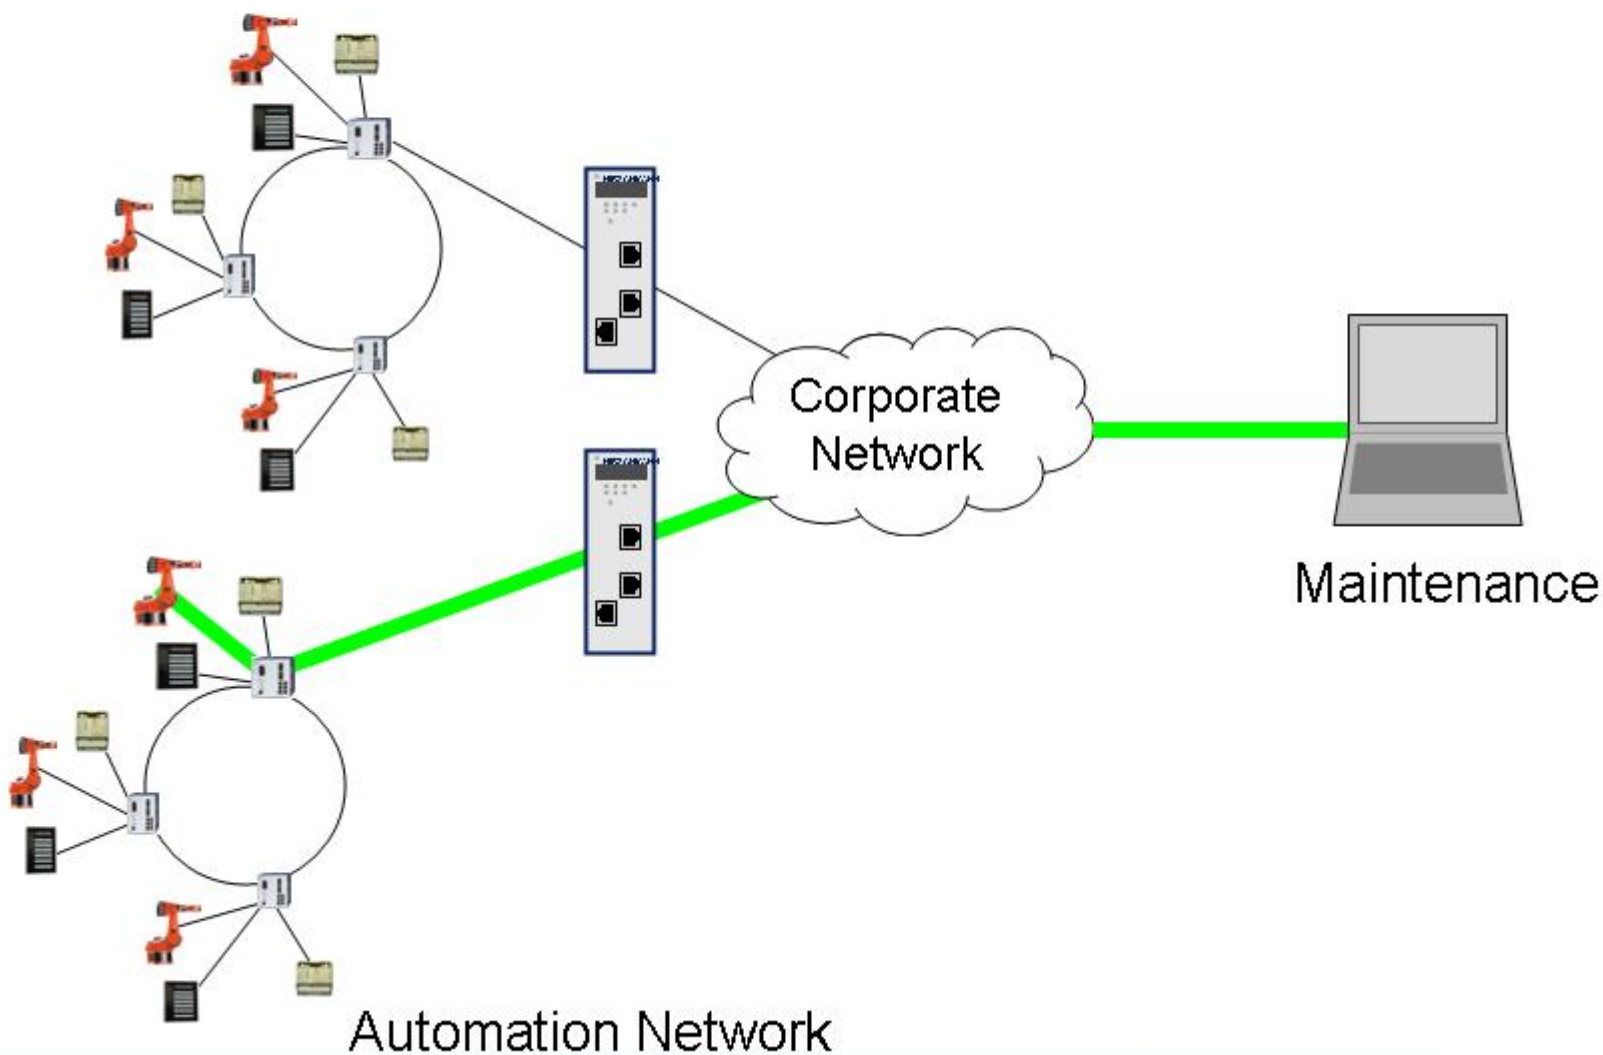 Corporate
Network
Maintenance
Automation Network